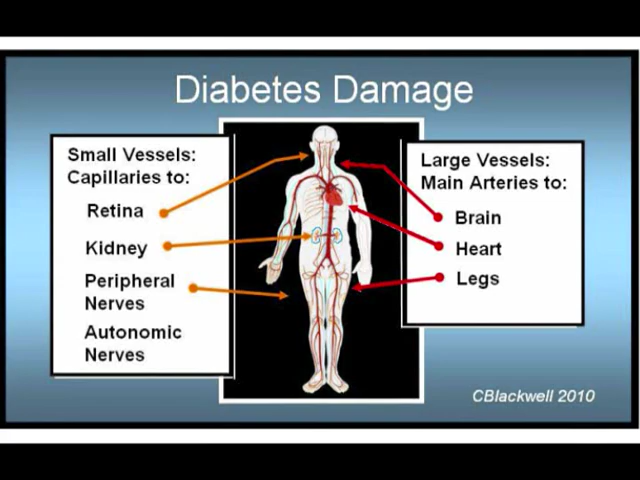 Diabetes Damage
Small Vessels:
Capillaries to:
Retina
Kidney
Peripheral
Nerves
Autonomic
Nerves
Large Vessels:
Main Arteries to:
Brain
Heart
Legs
CBlackwell 2010